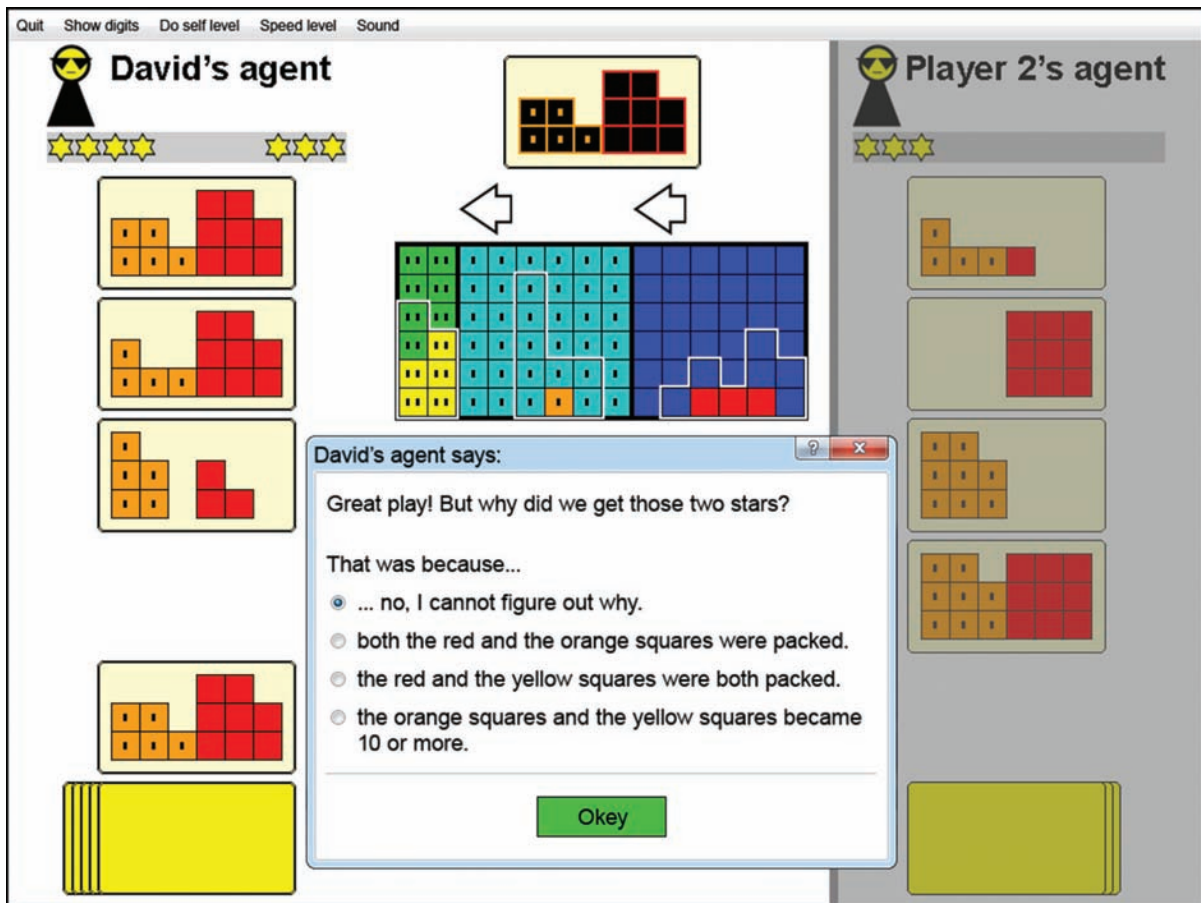 Quit Show digits Do self level Speed level Sound
David's agent
Player 2's agent
David's agent says:
?
x
Great play! But why did we get those two stars?
That was because...
... no, I cannot figure out why.
both the red and the orange squares were packed.
the red and the yellow squares were both packed.
the orange squares and the yellow squares became
10 or more.
Okey